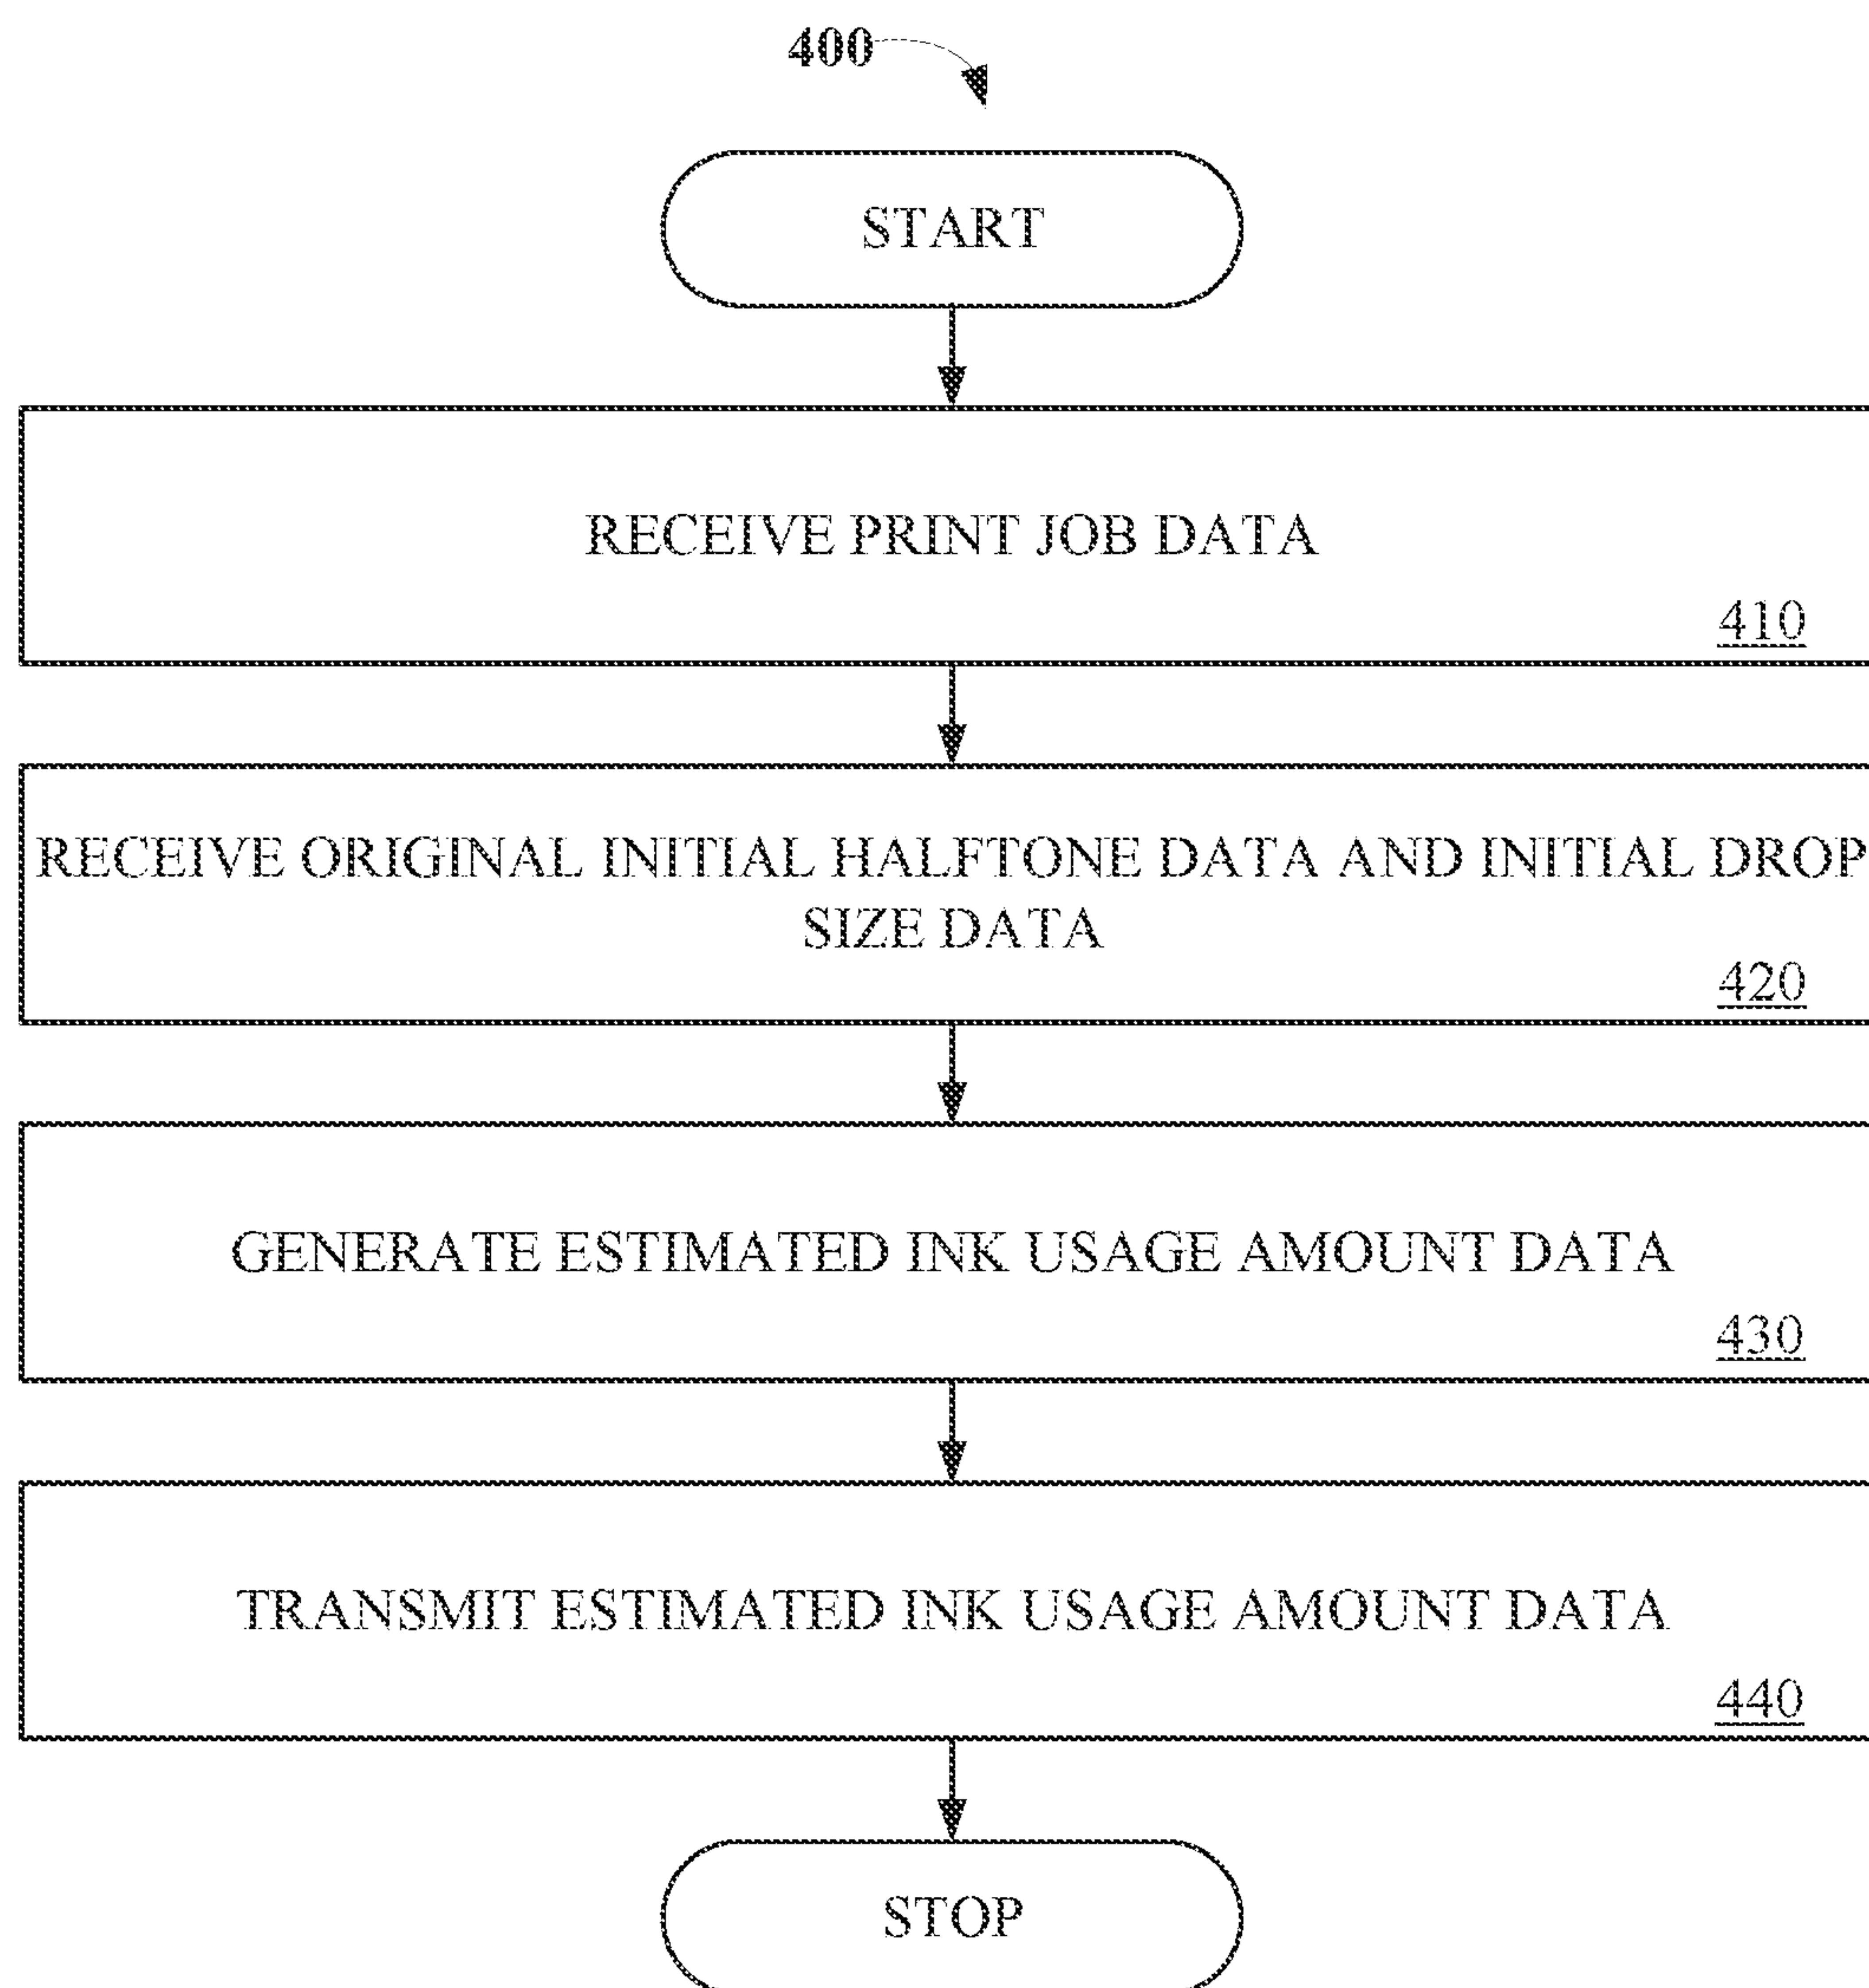 400
START
RECEIVE PRINT JOB DATA
410
RECEIVE ORIGINAL INITIAL HALFTONE DATA AND INITIAL DROP
SIZE DATA
420
GENERATE ESTIMATED INK USAGE AMOUNT DATA
430
TRANSMIT ESTIMATED INK USAGE AMOUNT DATA
440
STOP